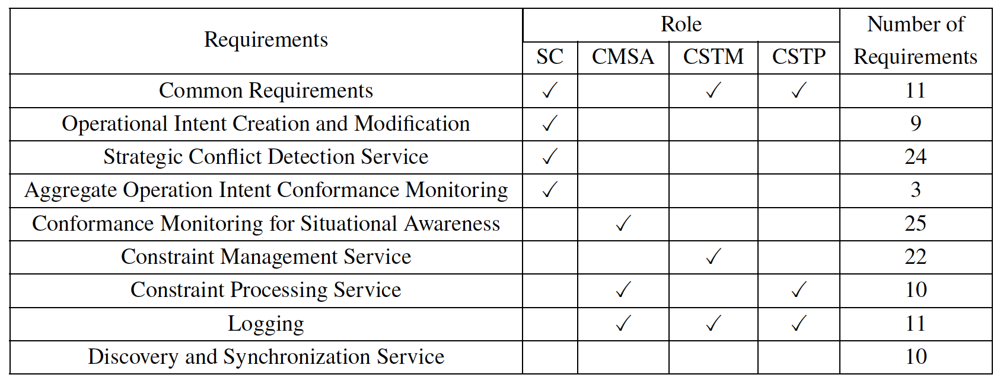 Requirements Role Number of Requirements
SC CMSA CSTM CSTP
Common Requirements ✓ ✓ ✓ 11
Operational Intent Creation and Modification ✓ 9
Strategic Conflict Detection Service ✓ 24
Aggregate Operation Intent Conformance Monitoring ✓ 3
Conformance Monitoring for Situational Awareness ✓ 25
Constraint Management Service ✓ 22
Constraint Processing Service ✓ ✓ 10
Logging ✓ ✓ ✓ 11
Discovery and Synchronization Service 10